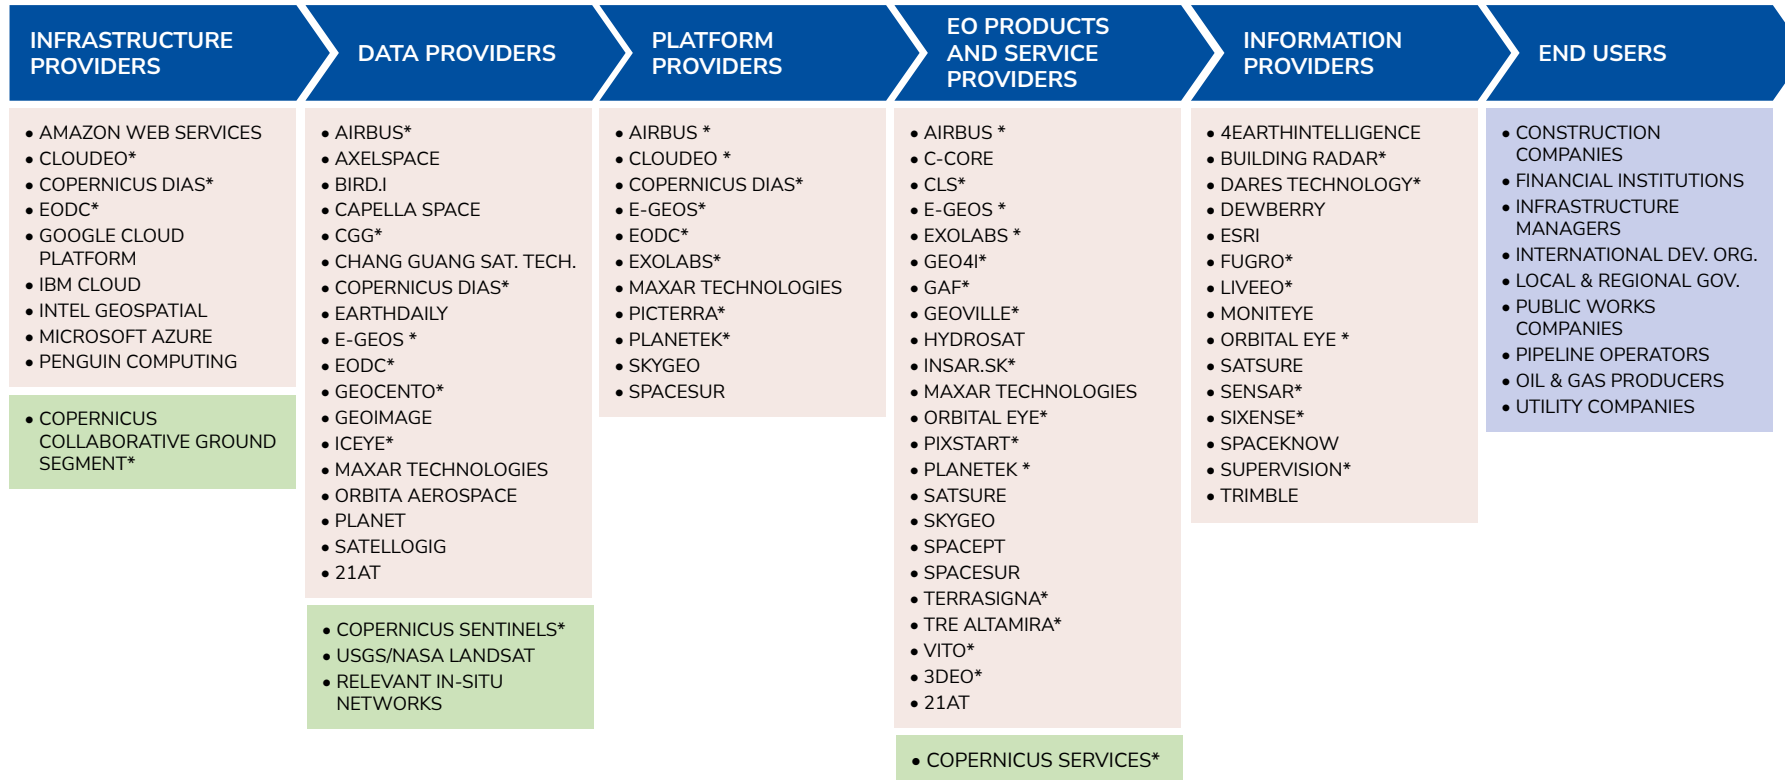 INFRASTRUCTURE
PROVIDERS
DATA PROVIDERS
PLATFORM
PROVIDERS
EO PRODUCTS
AND SERVICE
PROVIDERS
INFORMATION
PROVIDERS
END USERS
• AMAZON WEB SERVICES
• CLOUDEO*
• COPERNICUS DIAS*
• EODC*
• GOOGLE CLOUD
PLATFORM
• IBM CLOUD
• INTEL GEOSPATIAL
• MICROSOFT AZURE
• PENGUIN COMPUTING
• COPERNICUS
COLLABORATIVE GROUND
SEGMENT*
• AIRBUS*
• AXELSPACE
• BIRD.I
• CAPELLA SPACE
• CGG*
• CHANG GUANG SAT. TECH.
• COPERNICUS DIAS*
• EARTHDAILY
• E-GEOS *
• EODC*
• GEOCENTO*
• GEOIMAGE
• ICEYE*
• MAXAR TECHNOLOGIES
• ORBITA AEROSPACE
• PLANET
• SATELLOGIG
• 21AT
• COPERNICUS SENTINELS*
• USGS/NASA LANDSAT
• RELEVANT IN-SITU
NETWORKS
• AIRBUS *
• CLOUDEO *
• COPERNICUS DIAS*
• E-GEOS*
• EODC*
• EXOLABS*
• MAXAR TECHNOLOGIES
• PICTERRA*
• PLANETEK*
• SKYGEO
• SPACESUR
• AIRBUS *
• C-CORE
• CLS*
• E-GEOS *
• EXOLABS *
• GEO4I*
• GAF*
• GEOVILLE*
• HYDROSAT
• INSAR.SK*
• MAXAR TECHNOLOGIES
• ORBITAL EYE*
• PIXSTART*
• PLANETEK *
• SATSURE
• SKYGEO
• SPACEPT
• SPACESUR
• TERRASIGNA*
• TRE ALTAMIRA*
• VITO*
• 3DEO*
• 21AT
• COPERNICUS SERVICES*
• 4EARTHINTELLIGENCE
• BUILDING RADAR*
• DARES TECHNOLOGY*
• DEWBERRY
• ESRI
• FUGRO*
• LIVEEO*
• MONITEYE
• ORBITAL EYE *
• SATSURE
• SENSAR*
• SIXENSE*
• SPACEKNOW
• SUPERVISION*
• TRIMBLE
• CONSTRUCTION
COMPANIES
• FINANCIAL INSTITUTIONS
• INFRASTRUCTURE
MANAGERS
• INTERNATIONAL DEV. ORG.
• LOCAL & REGIONAL GOV.
• PUBLIC WORKS
COMPANIES
• PIPELINE OPERATORS
• OIL & GAS PRODUCERS
• UTILITY COMPANIES